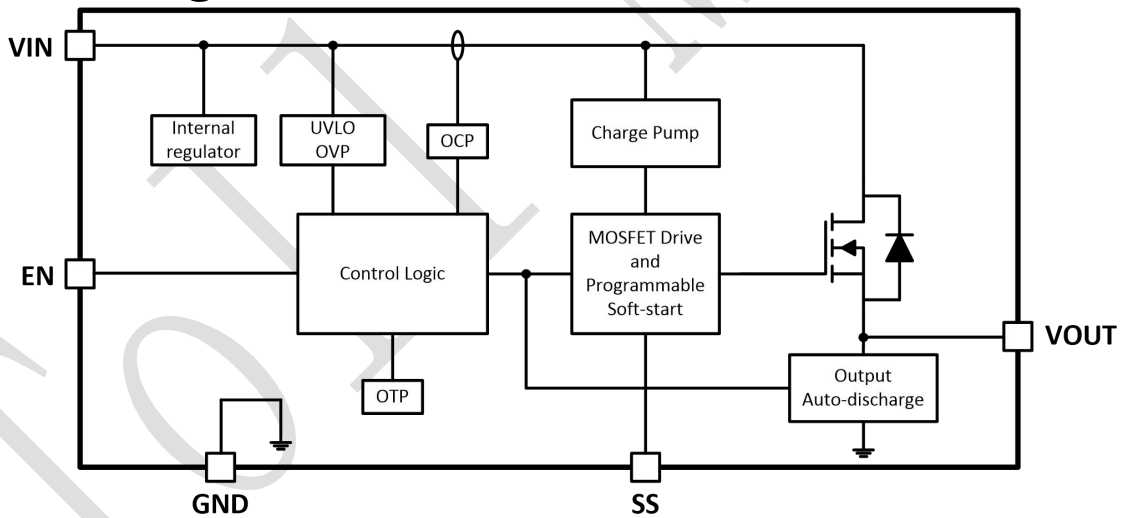 VIN
Internal
regulator
UVLO
OVP
OCP
Charge Pump
MOSFET Drive
and
Programmable
Soft-start
Control Logic
EN
VOUT
Output
Auto-discharge
OTP
GND
SS